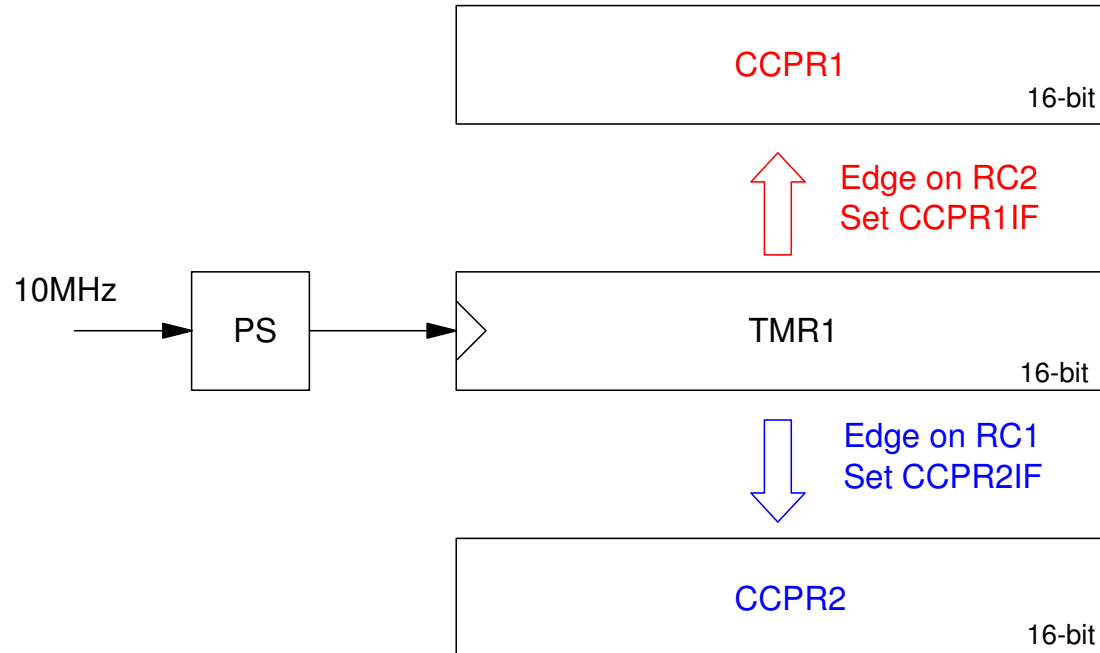 CCPR1
16-bit
Edge on RC2
Set CCPR1IF
10MHz
PS
TMR1
16-bit
Edge on RC1
Set CCPR2IF
CCPR2
16-bit